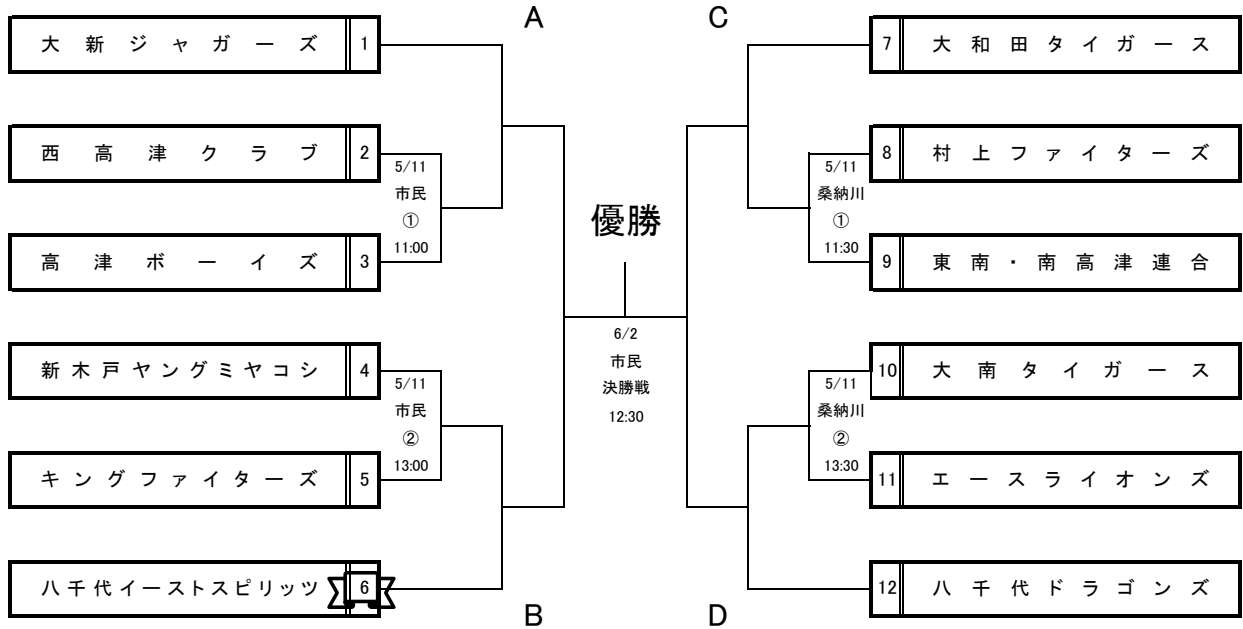 A
C
大新ジャガーズ 1
7 大和田タイガース
西高津クラブ 2
5/11
市民
①
11:00
高津ボーイズ 3
8 村上ファイターズ
5/11
桑納川
①
11:30
9 東南・南高津連合
優勝
6/2
市民
決勝戦
12:30
新木戸ヤングミヤコシ 4
5/11
市民
②
13:00
キングファイターズ 5
10 大南タイガース
5/11
桑納川
②
13:30
11 エースライオンズ
八千代イーストスピリッツ 6
12 八千代ドラゴンズ
B
D